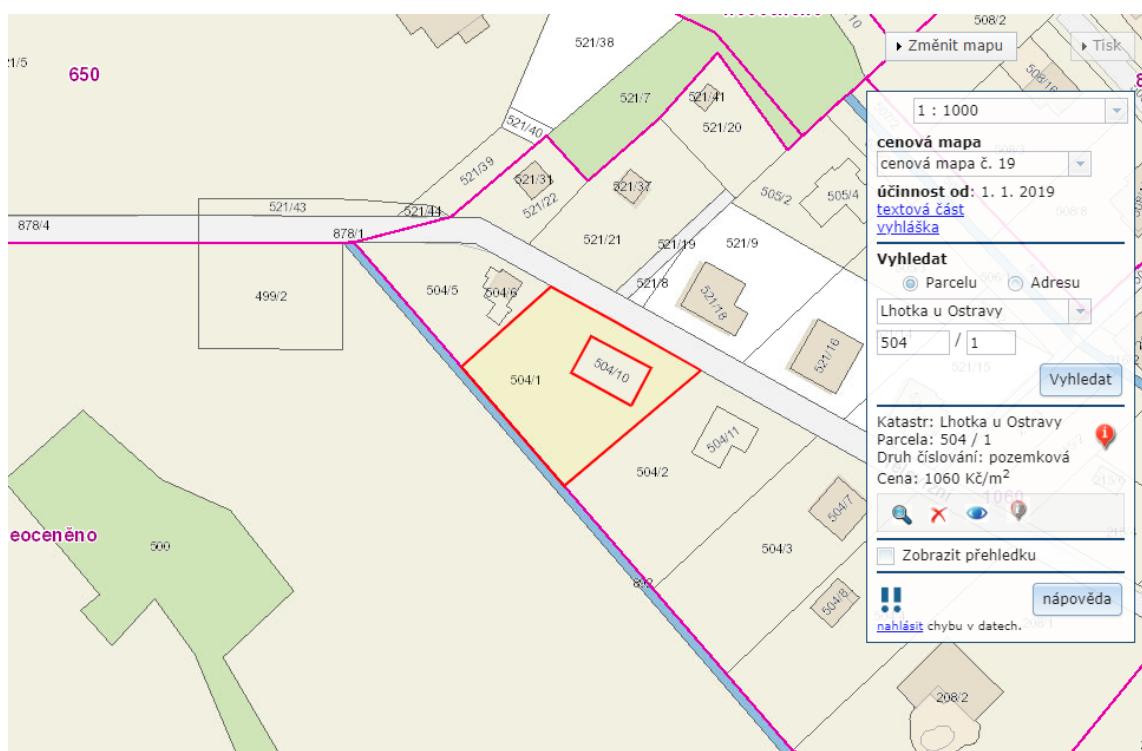 508/2
521/38
Změnit mapu
Tisk
650
508/16
521/7
521/41
1 : 1000
521/20
521/40
cenová mapa
cenová mapa č. 19
521/39
521/31
521/37
505/2
505/4
účinnost od: 1. 1. 2019
521/22
textová část
521/43
521/44
vyhláška
878/4
878/1
521/21
521/19
521/9
Vyhledat
Parcelu
Adresu
499/2
504/5
504/6
521/8
521/18
Lhotka u Ostravy
504 / 1
521/16
504/1
504/10
Vyhledat
Katastr: Lhotka u Ostravy
Parcela: 504 / 1
Druh číslování: pozemková
Cena: 1060 Kč/m²
504/11
504/2
1060
504/7
eoceněno
500
504/3
Zobrazit přehledku
504/8
nápověda
nahlásit chybu v datech.
208/2